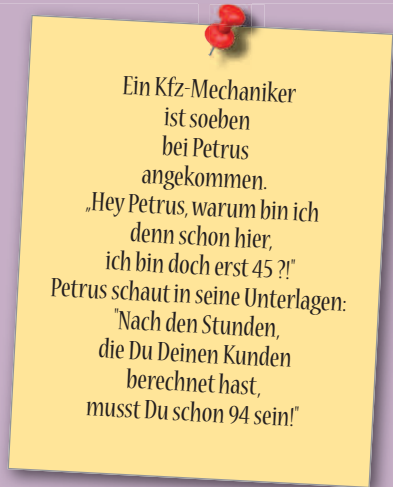 Ein Kfz-Mechaniker
ist soeben
bei Petrus
angekommen.
„Hey Petrus, warum bin ich
denn schon hier,
ich bin doch erst 45 ?!"
Petrus schaut in seine Unterlagen:
"Nach den Stunden,
die Du Deinen Kunden
berechnet hast,
musst Du schon 94 sein!"